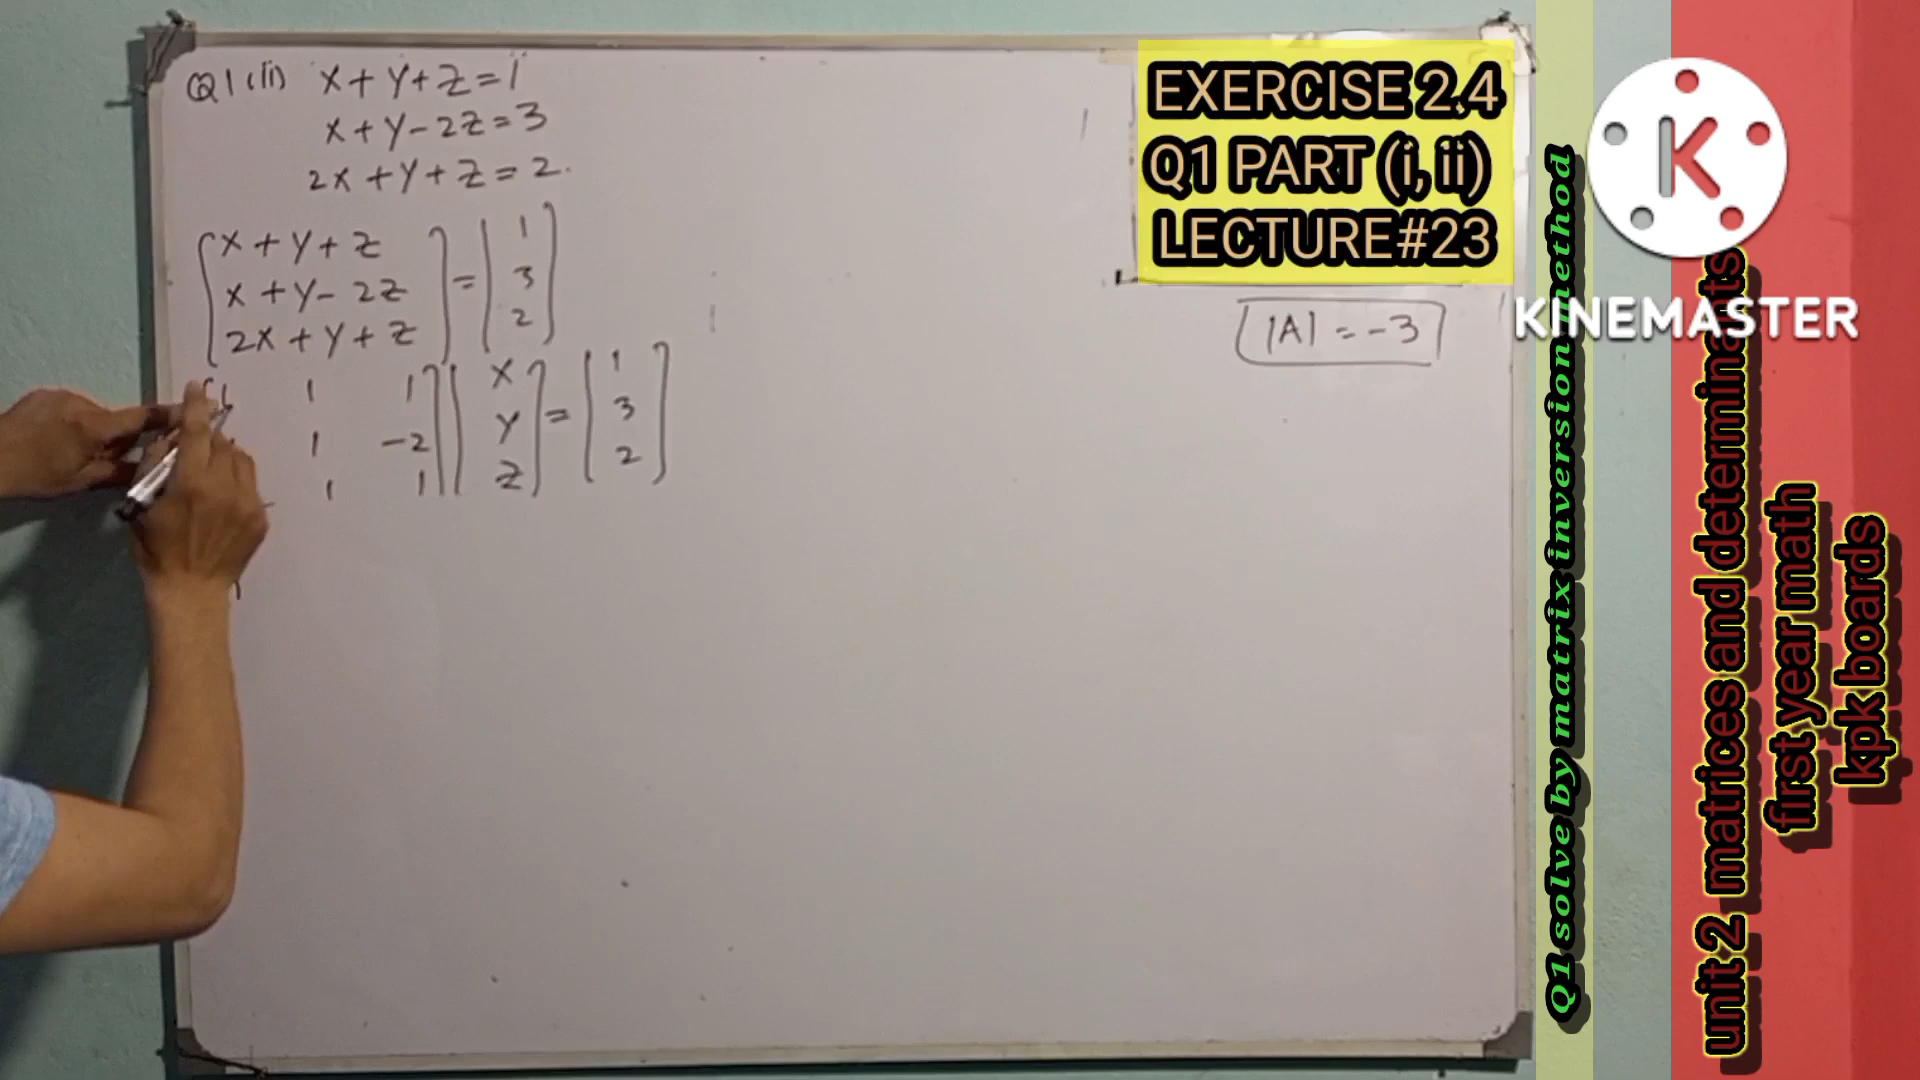 Q1(ii) x+y+z=1
x+y-2z=3
2x+y+z=2.
x+y+z
x+y-2z
2x+y+z
=
1
3
2
1 1 1
1 -2
1 1
x
y
z
=
1
3
2
|A| = -3
EXERCISE 2.4
Q1 PART (i, ii)
LECTURE#23
KINEMASTER
Q1 solve by matrix inversion method
unit 2 matrices and determinants
first year math
kpk boards